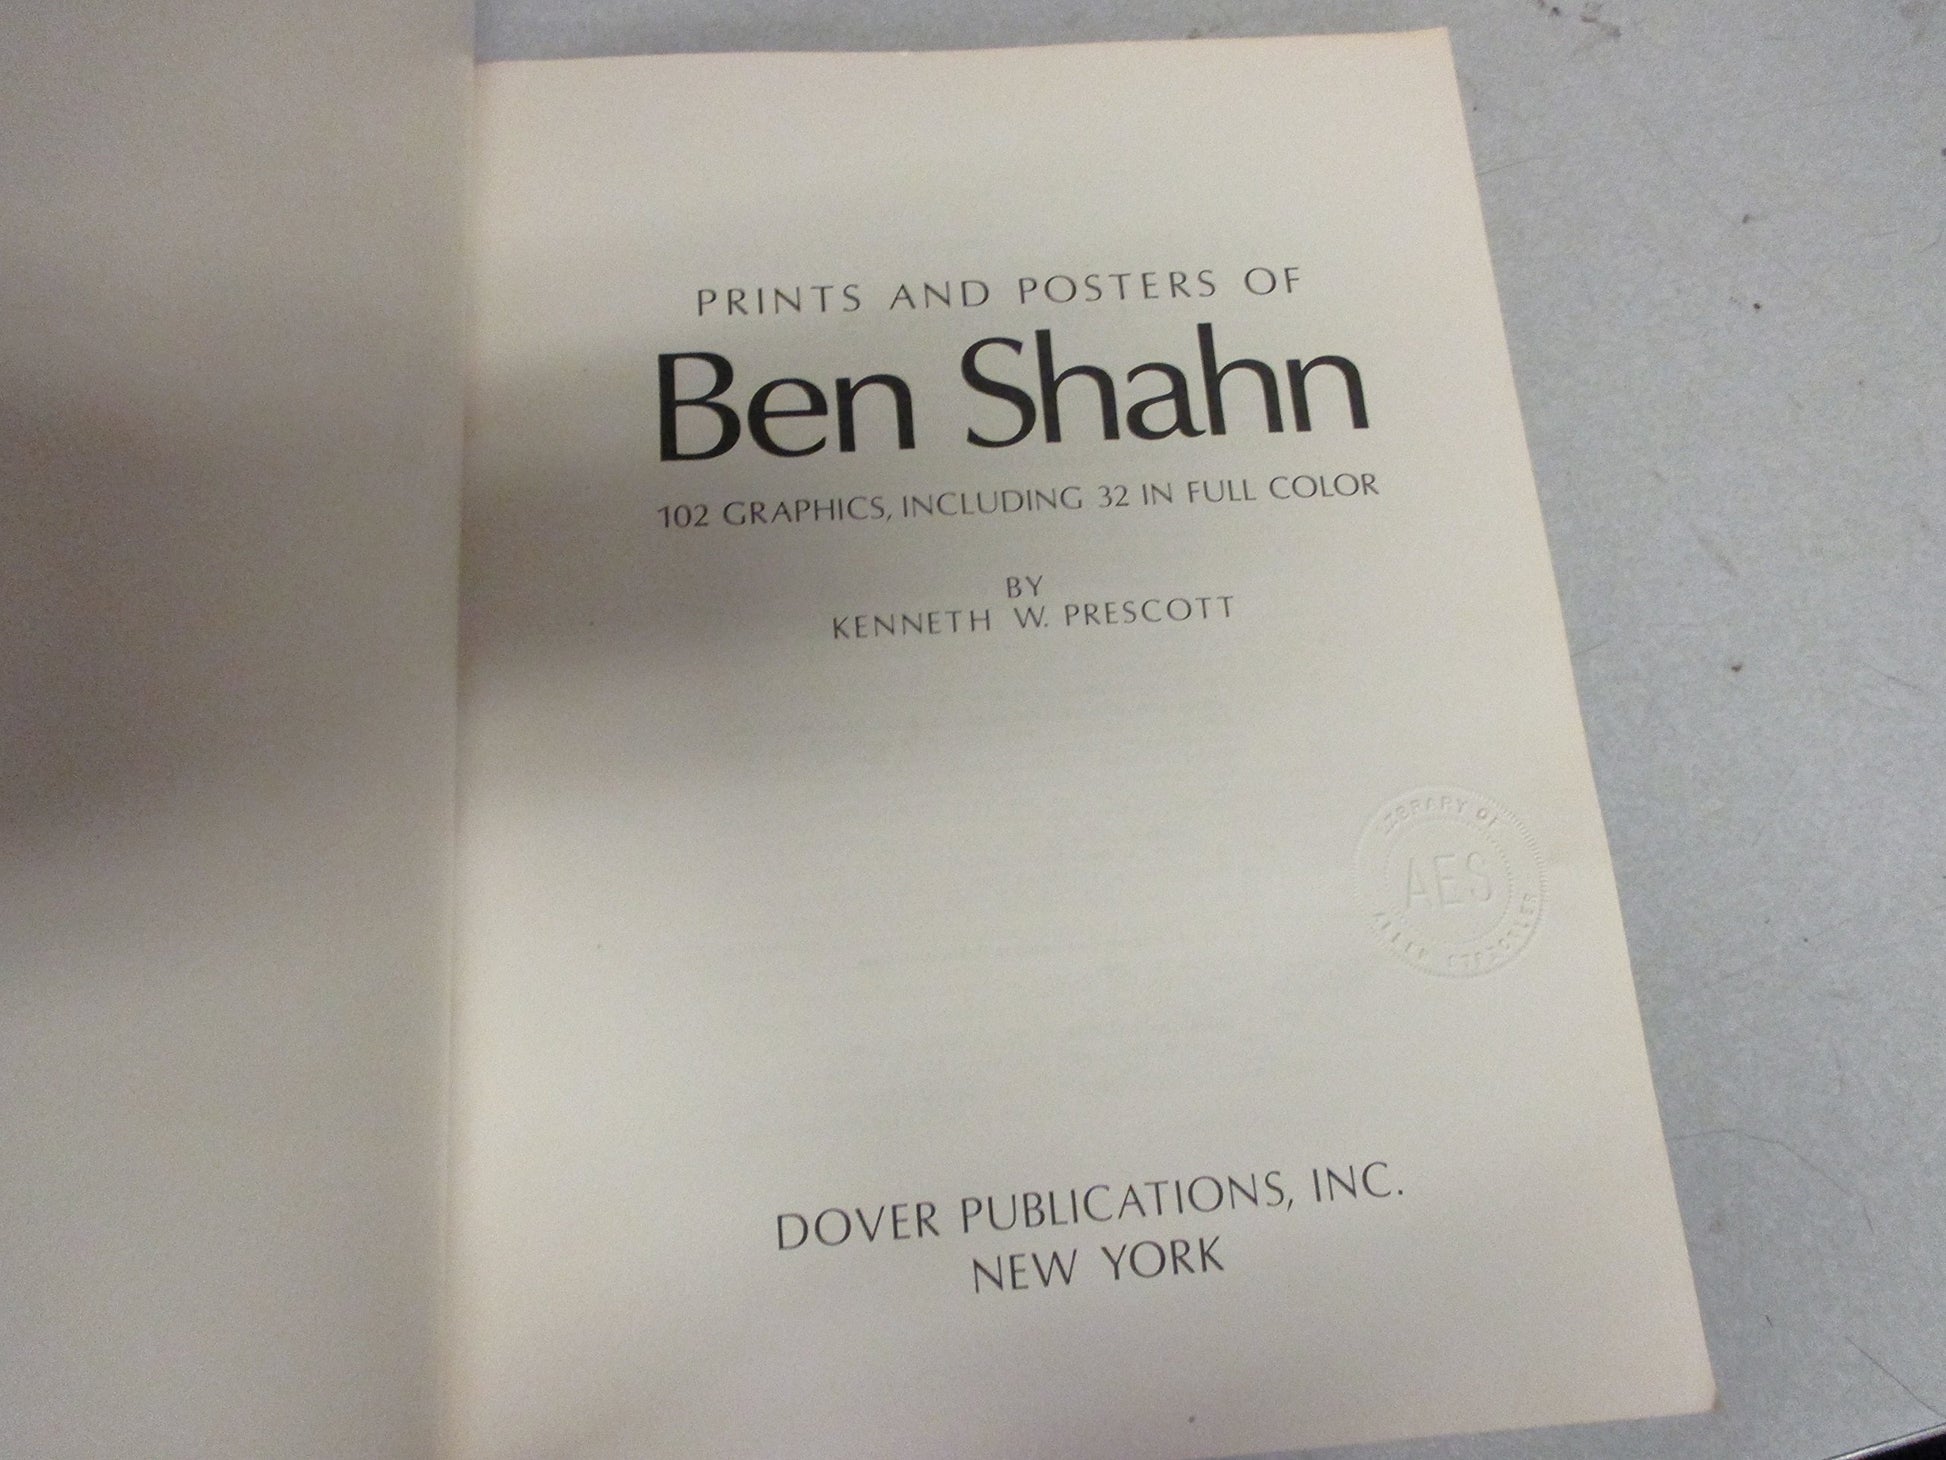 PRINTS AND POSTERS OF
Ben Shahn
102 GRAPHICS, INCLUDING 32 IN FULL COLOR
BY
KENNETH W. PRESCOTT
LIBRARY OF
AES
DOVER PUBLICATIONS, INC.
NEW YORK